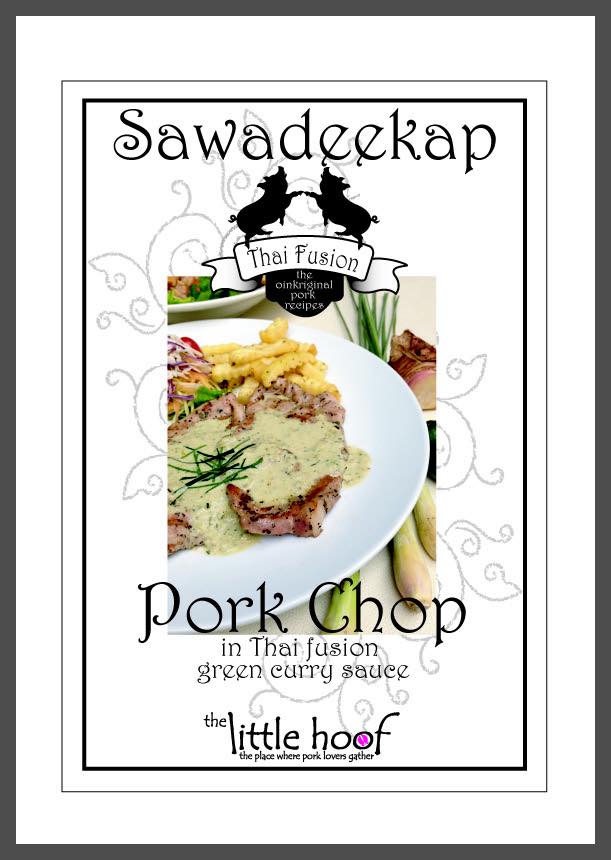 Sawadeekap
Thai Fusion
the
oinkriginal
pork
recipes
Pork Chop
in Thai fusion
green curry sauce
the little hoof
the place where pork lovers gather